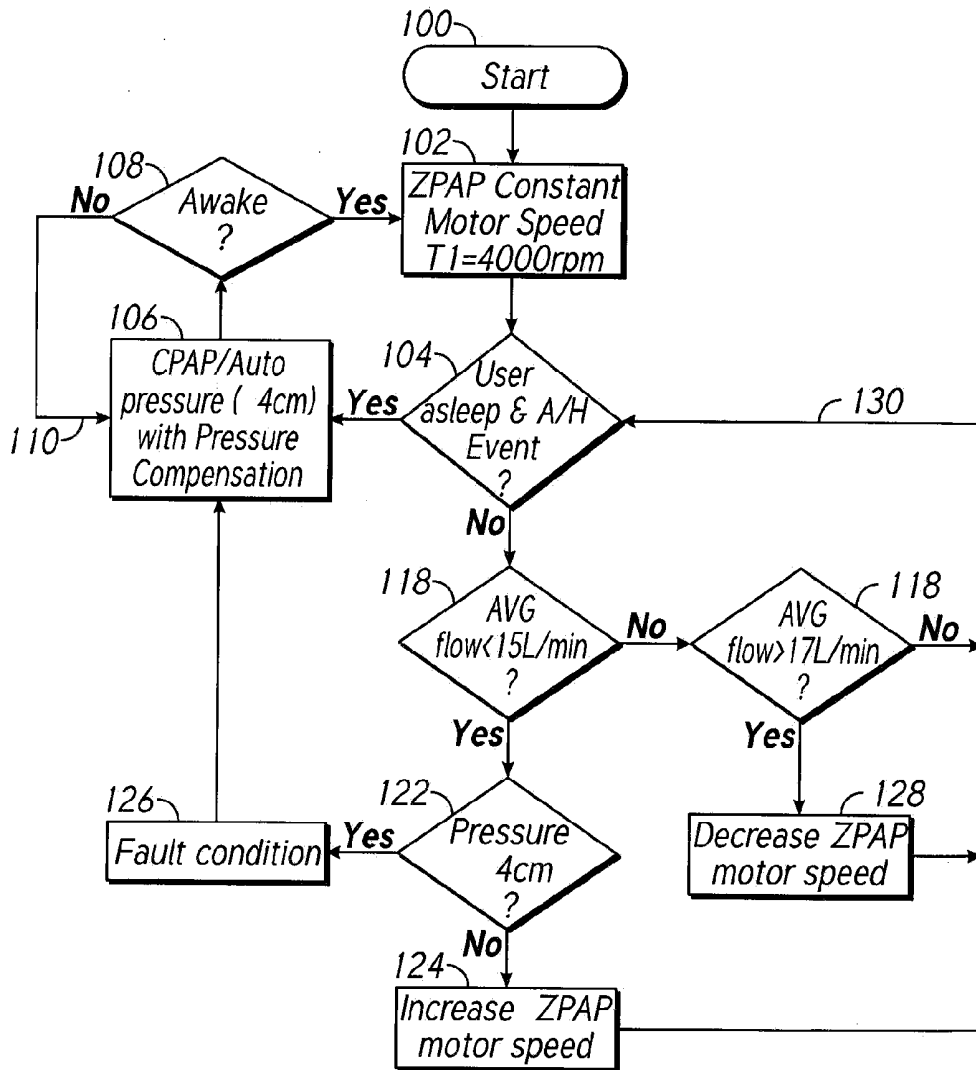 100
Start
102
ZPAP Constant
Motor Speed
T1=4000rpm
108
Awake
?
No
Yes
106
CPAP/Auto
pressure ( 4cm)
with Pressure
Compensation
110
104
User
asleep & A/H
Event
?
Yes
No
130
118
AVG
flow<15L/min
?
No
Yes
118
AVG
flow>17L/min
?
No
Yes
122
Pressure
4cm
?
Yes
No
126
Fault condition
128
Decrease ZPAP
motor speed
124
Increase ZPAP
motor speed